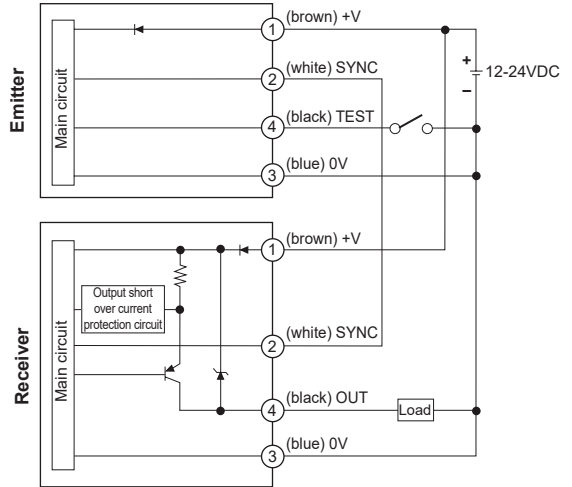 Emitter
Main circuit
1 (brown) +V
2 (white) SYNC
4 (black) TEST
3 (blue) 0V
+
12-24VDC
−
Receiver
Main circuit
Output short
over current
protection circuit
1 (brown) +V
2 (white) SYNC
4 (black) OUT
Load
3 (blue) 0V